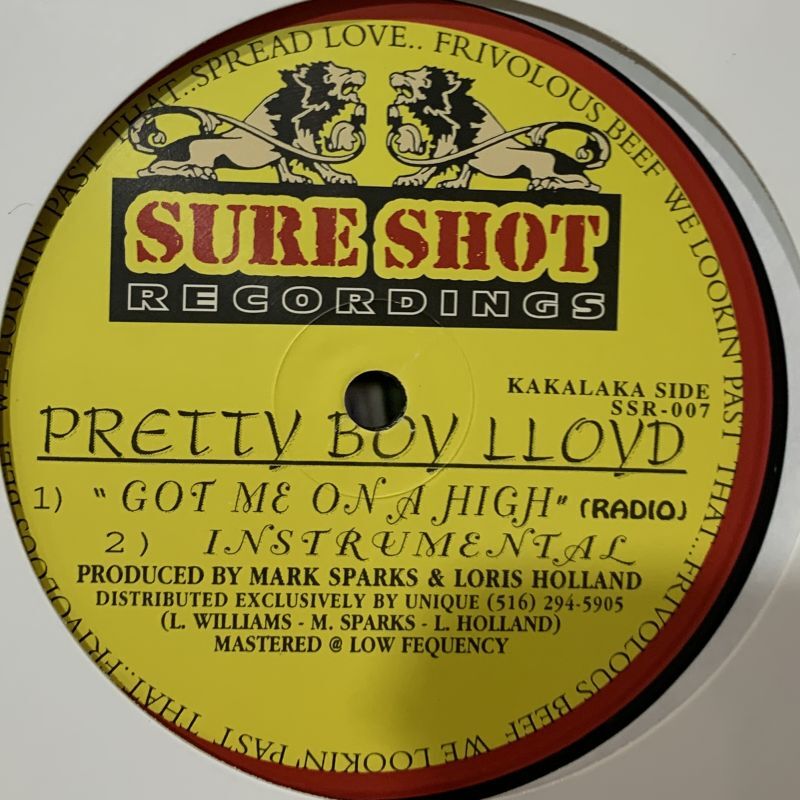 THAT..SPREAD LOVE.. FRIVOLOUS BEEF WE LOOKIN' PAST THAT..FRIVOLOUS BEEF WE LOOKIN' PAST THAT..FRIVOLOUS BEEF WE LOOKIN' PAST
SURE SHOT
RECORDINGS
KAKALAKA SIDE
SSR-007
PRETTY BOY LLOYD
1) "GOT ME ON A HIGH" (RADIO)
2) INSTRUMENTAL
PRODUCED BY MARK SPARKS & LORIS HOLLAND
DISTRIBUTED EXCLUSIVELY BY UNIQUE (516) 294-5905
(L. WILLIAMS - M. SPARKS - L. HOLLAND)
MASTERED @ LOW FEQUENCY